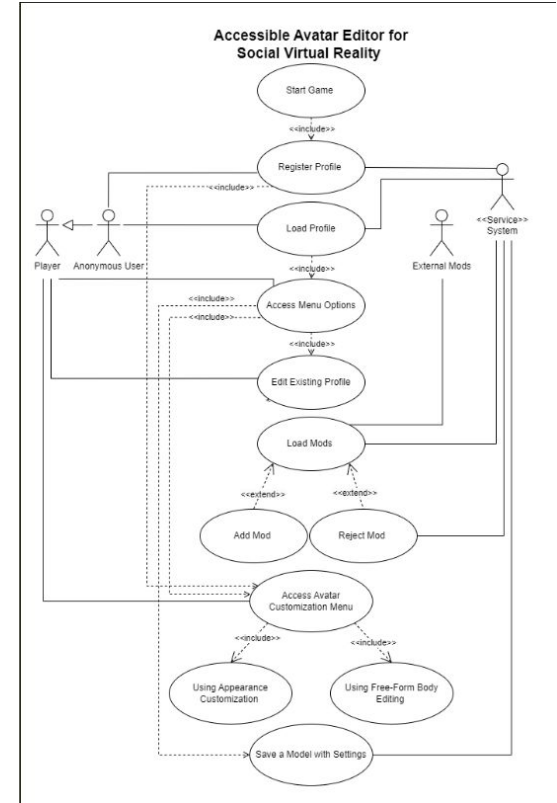 Accessible Avatar Editor for
Social Virtual Reality
Start Game
<<include>>
Register Profile
<<include>>
Load Profile
<<Service>>
System
Player
Anonymous User
External Mods
<<include>>
Access Menu Options
<<include>>
<<include>>
<<include>>
Edit Existing Profile
Load Mods
<<extend>>
<<extend>>
Add Mod
Reject Mod
Access Avatar
Customization Menu
<<include>>
<<include>>
Using Appearance
Customization
Using Free-Form Body
Editing
Save a Model with Settings